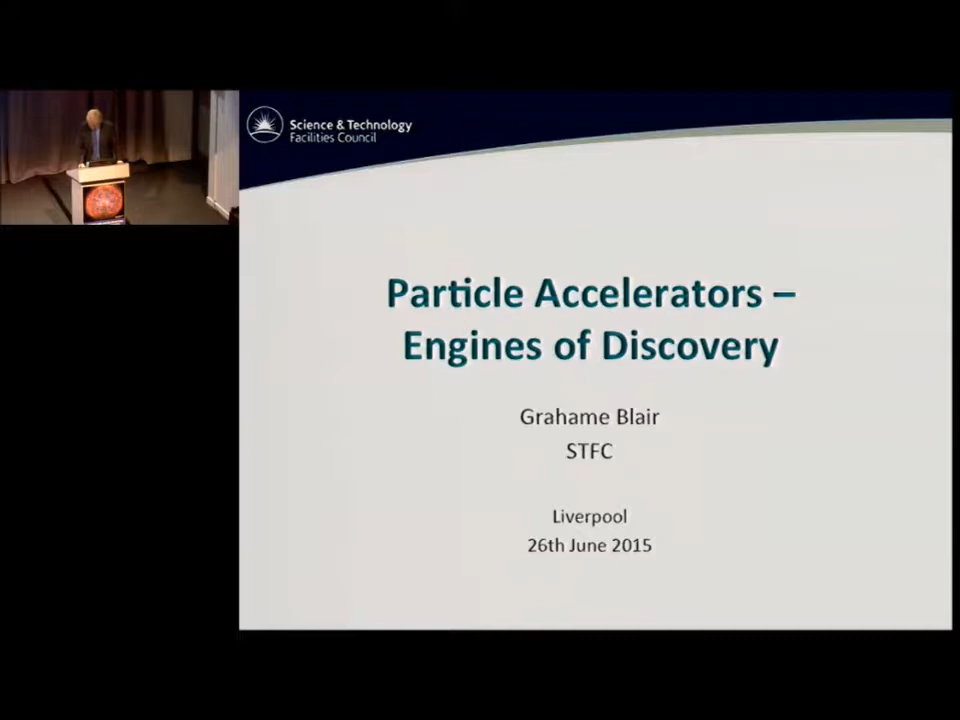 Science & Technology
Facilities Council
Particle Accelerators –
Engines of Discovery
Grahame Blair
STFC
Liverpool
26th June 2015